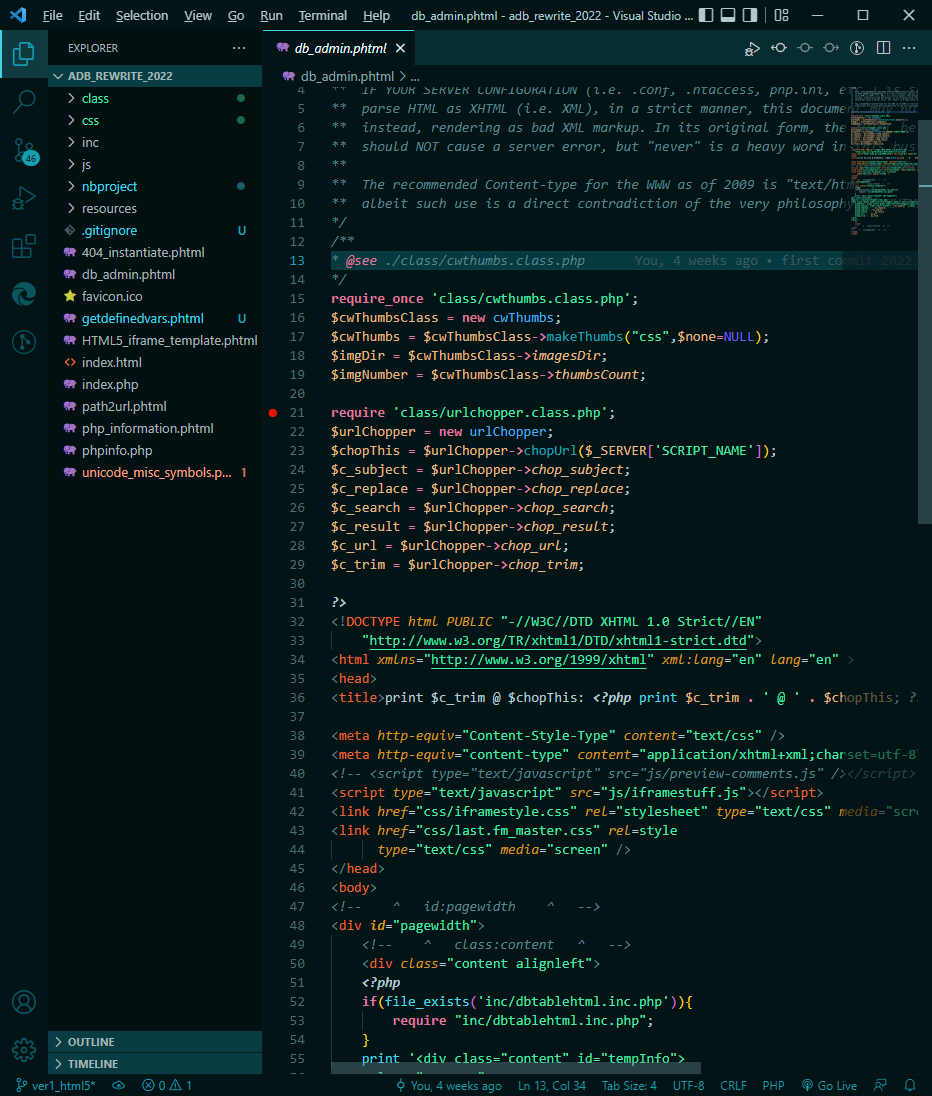 File Edit Selection View Go Run Terminal Help db_admin.phtml - adb_rewrite_2022 - Visual Studio ...
EXPLORER ...
db_admin.phtml
ADB_REWRITE_2022
db_admin.phtml > ...
class
css
inc
js
nbproject
resources
.gitignore U
404_instantiate.phtml
db_admin.phtml
favicon.ico
getdefinedvars.phtml U
HTML5_iframe_template.phtml
index.html
index.php
path2url.phtml
php_information.phtml
phpinfo.php
unicode_misc_symbols.p... 1
46
OUTLINE
TIMELINE
4 ** IF YOUR SERVER CONFIGURATION (i.e. .conf, .htaccess, php.ini, etc.)
5 ** parse HTML as XHTML (i.e. XML), in a strict manner, this document may
6 ** instead, rendering as bad XML markup. In its original form, the
7 ** should NOT cause a server error, but "never" is a heavy word in
8 **
9 ** The recommended Content-type for the WWW as of 2009 is "text/htm
10 ** albeit such use is a direct contradiction of the very philosophy
11 */
12 /**
13 * @see ./class/cwthumbs.class.php You, 4 weeks ago • first commit 2022.
14 */
15 require_once 'class/cwthumbs.class.php';
16 $cwThumbsClass = new cwThumbs;
17 $cwThumbs = $cwThumbsClass->makeThumbs("css",$none=NULL);
18 $imgDir = $cwThumbsClass->imagesDir;
19 $imgNumber = $cwThumbsClass->thumbsCount;
20
21 require 'class/urlchopper.class.php';
22 $urlChopper = new urlChopper;
23 $chopThis = $urlChopper->chopUrl($_SERVER['SCRIPT_NAME']);
24 $c_subject = $urlChopper->chop_subject;
25 $c_replace = $urlChopper->chop_replace;
26 $c_search = $urlChopper->chop_search;
27 $c_result = $urlChopper->chop_result;
28 $c_url = $urlChopper->chop_url;
29 $c_trim = $urlChopper->chop_trim;
30
31 ?>
32 <!DOCTYPE html PUBLIC "-//W3C//DTD XHTML 1.0 Strict//EN"
33 "http://www.w3.org/TR/xhtml1/DTD/xhtml1-strict.dtd">
34 <html xmlns="http://www.w3.org/1999/xhtml" xml:lang="en" lang="en" >
35 <head>
36 <title>print $c_trim @ $chopThis: <?php print $c_trim . ' @ ' . $chopThis; ?
37
38 <meta http-equiv="Content-Style-Type" content="text/css" />
39 <meta http-equiv="content-type" content="application/xhtml+xml;charset=utf-8
40 <!-- <script type="text/javascript" src="js/preview-comments.js" /></script>
41 <script type="text/javascript" src="js/iframestuff.js"></script>
42 <link href="css/iframestyle.css" rel="stylesheet" type="text/css" media="scre
43 <link href="css/last.fm_master.css" rel=style
44 type="text/css" media="screen" />
45 </head>
46 <body>
47 <!-- ^ id:pagewidth ^ -->
48 <div id="pagewidth">
49 <!-- ^ class:content ^ -->
50 <div class="content alignleft">
51 <?php
52 if(file_exists('inc/dbtablehtml.inc.php')){
53 require "inc/dbtablehtml.inc.php";
54 }
55 print '<div class="content" id="tempInfo">
ver1_html5* 0 1 You, 4 weeks ago Ln 13, Col 34 Tab Size: 4 UTF-8 CRLF PHP Go Live